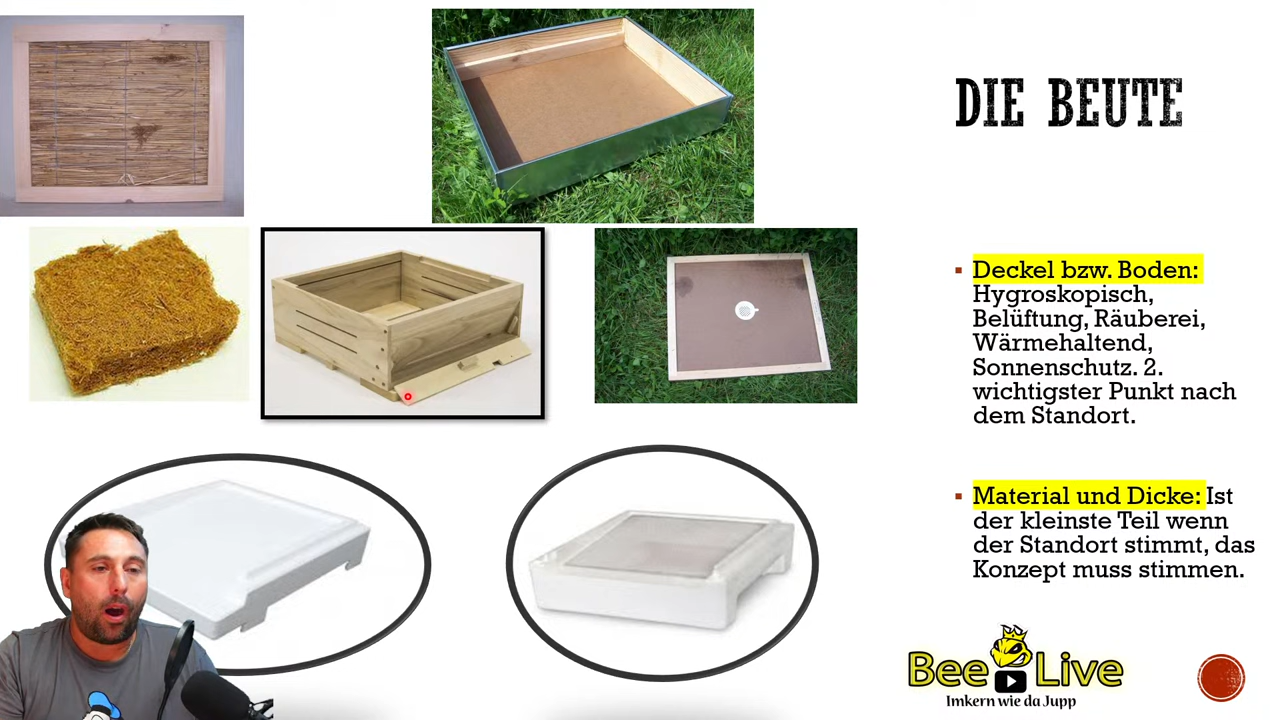 DIE BEUTE
Deckel bzw. Boden:
Hygroskopisch,
Belüftung, Räuberei,
Wärmehaltend,
Sonnenschutz. 2.
wichtigster Punkt nach
dem Standort.
Material und Dicke: Ist
der kleinste Teil wenn
der Standort stimmt, das
Konzept muss stimmen.
Bee Live
Imkern wie da Jupp